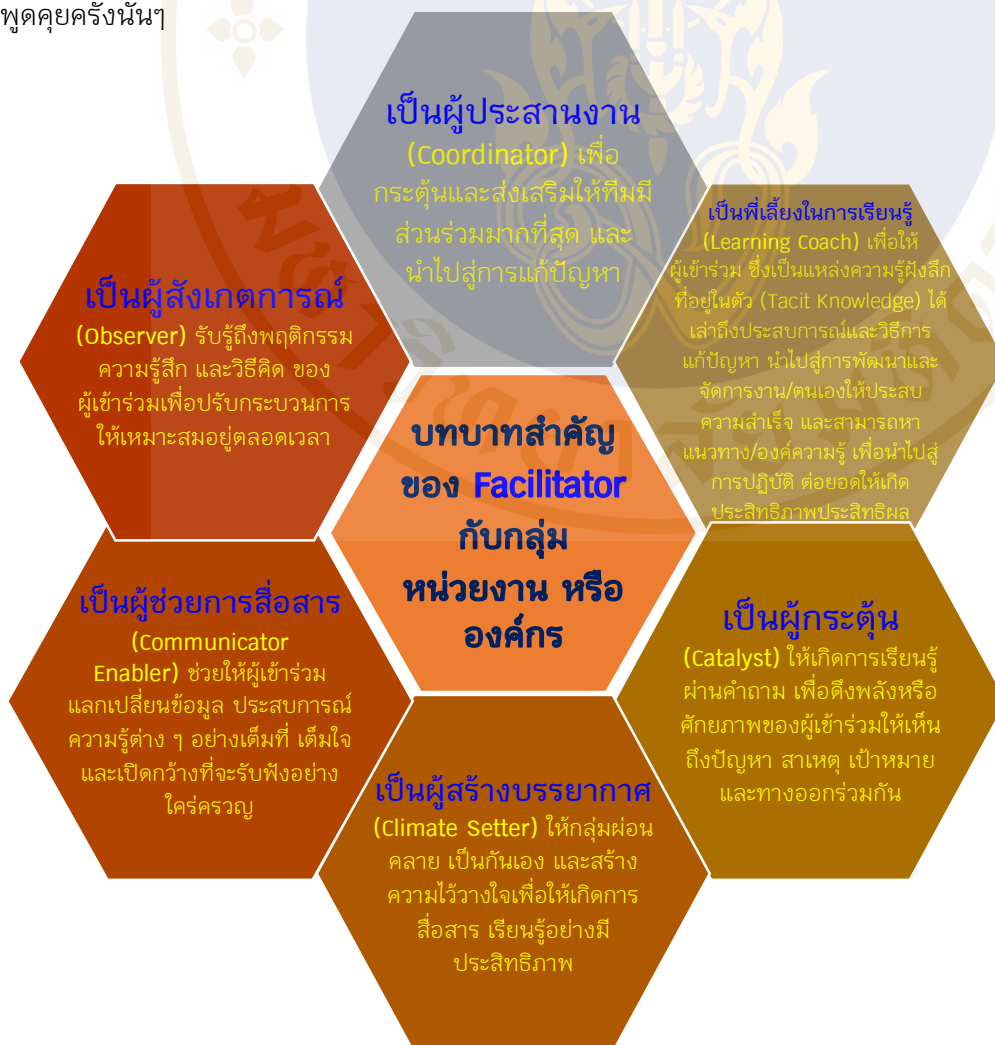 พูดคุยครั้งนั้นๆ
เป็นผู้ประสานงาน
(Coordinator) เพื่อ
กระตุ้นและส่งเสริมให้ทีมมี
ส่วนร่วมมากที่สุด และ
นำไปสู่การแก้ปัญหา
เป็นพี่เลี้ยงในการเรียนรู้
(Learning Coach) เพื่อให้
ผู้เข้าร่วม ซึ่งเป็นแหล่งความรู้ฝังลึก
ที่อยู่ในตัว (Tacit Knowledge) ได้
เล่าถึงประสบการณ์และวิธีการ
แก้ปัญหา นำไปสู่การพัฒนาและ
จัดการงาน/ตนเองให้ประสบ
ความสำเร็จ และสามารถหา
แนวทาง/องค์ความรู้ เพื่อนำไปสู่
การปฏิบัติ ต่อยอดให้เกิด
ประสิทธิภาพประสิทธิผล
เป็นผู้กระตุ้น
(Catalyst) ให้เกิดการเรียนรู้
ผ่านคำถาม เพื่อดึงพลังหรือ
ศักยภาพของผู้เข้าร่วมให้เห็น
ถึงปัญหา สาเหตุ เป้าหมาย
และทางออกร่วมกัน
เป็นผู้สร้างบรรยากาศ
(Climate Setter) ให้กลุ่มผ่อน
คลาย เป็นกันเอง และสร้าง
ความไว้วางใจเพื่อให้เกิดการ
สื่อสาร เรียนรู้อย่างมี
ประสิทธิภาพ
เป็นผู้ช่วยการสื่อสาร
(Communicator
Enabler) ช่วยให้ผู้เข้าร่วม
แลกเปลี่ยนข้อมูล ประสบการณ์
ความรู้ต่าง ๆ อย่างเต็มที่ เต็มใจ
และเปิดกว้างที่จะรับฟังอย่าง
ใคร่ครวญ
เป็นผู้สังเกตการณ์
(Observer) รับรู้ถึงพฤติกรรม
ความรู้สึก และวิธีคิด ของ
ผู้เข้าร่วมเพื่อปรับกระบวนการ
ให้เหมาะสมอยู่ตลอดเวลา
บทบาทสำคัญ
ของ Facilitator
กับกลุ่ม
หน่วยงาน หรือ
องค์กร